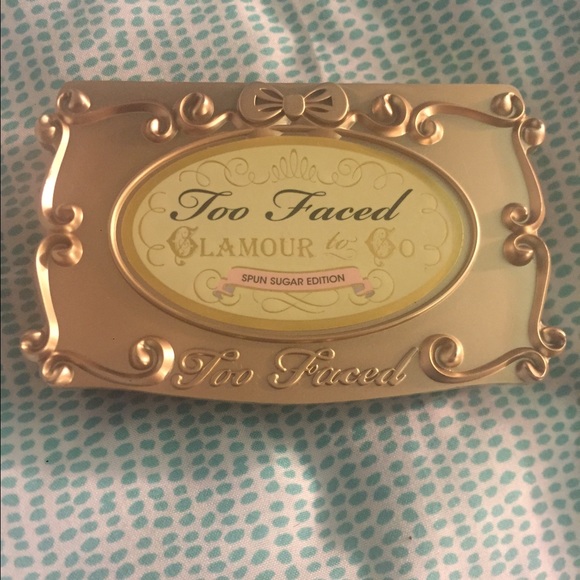 Too Faced
GLAMOUR to Go
SPUN SUGAR EDITION
Too Faced